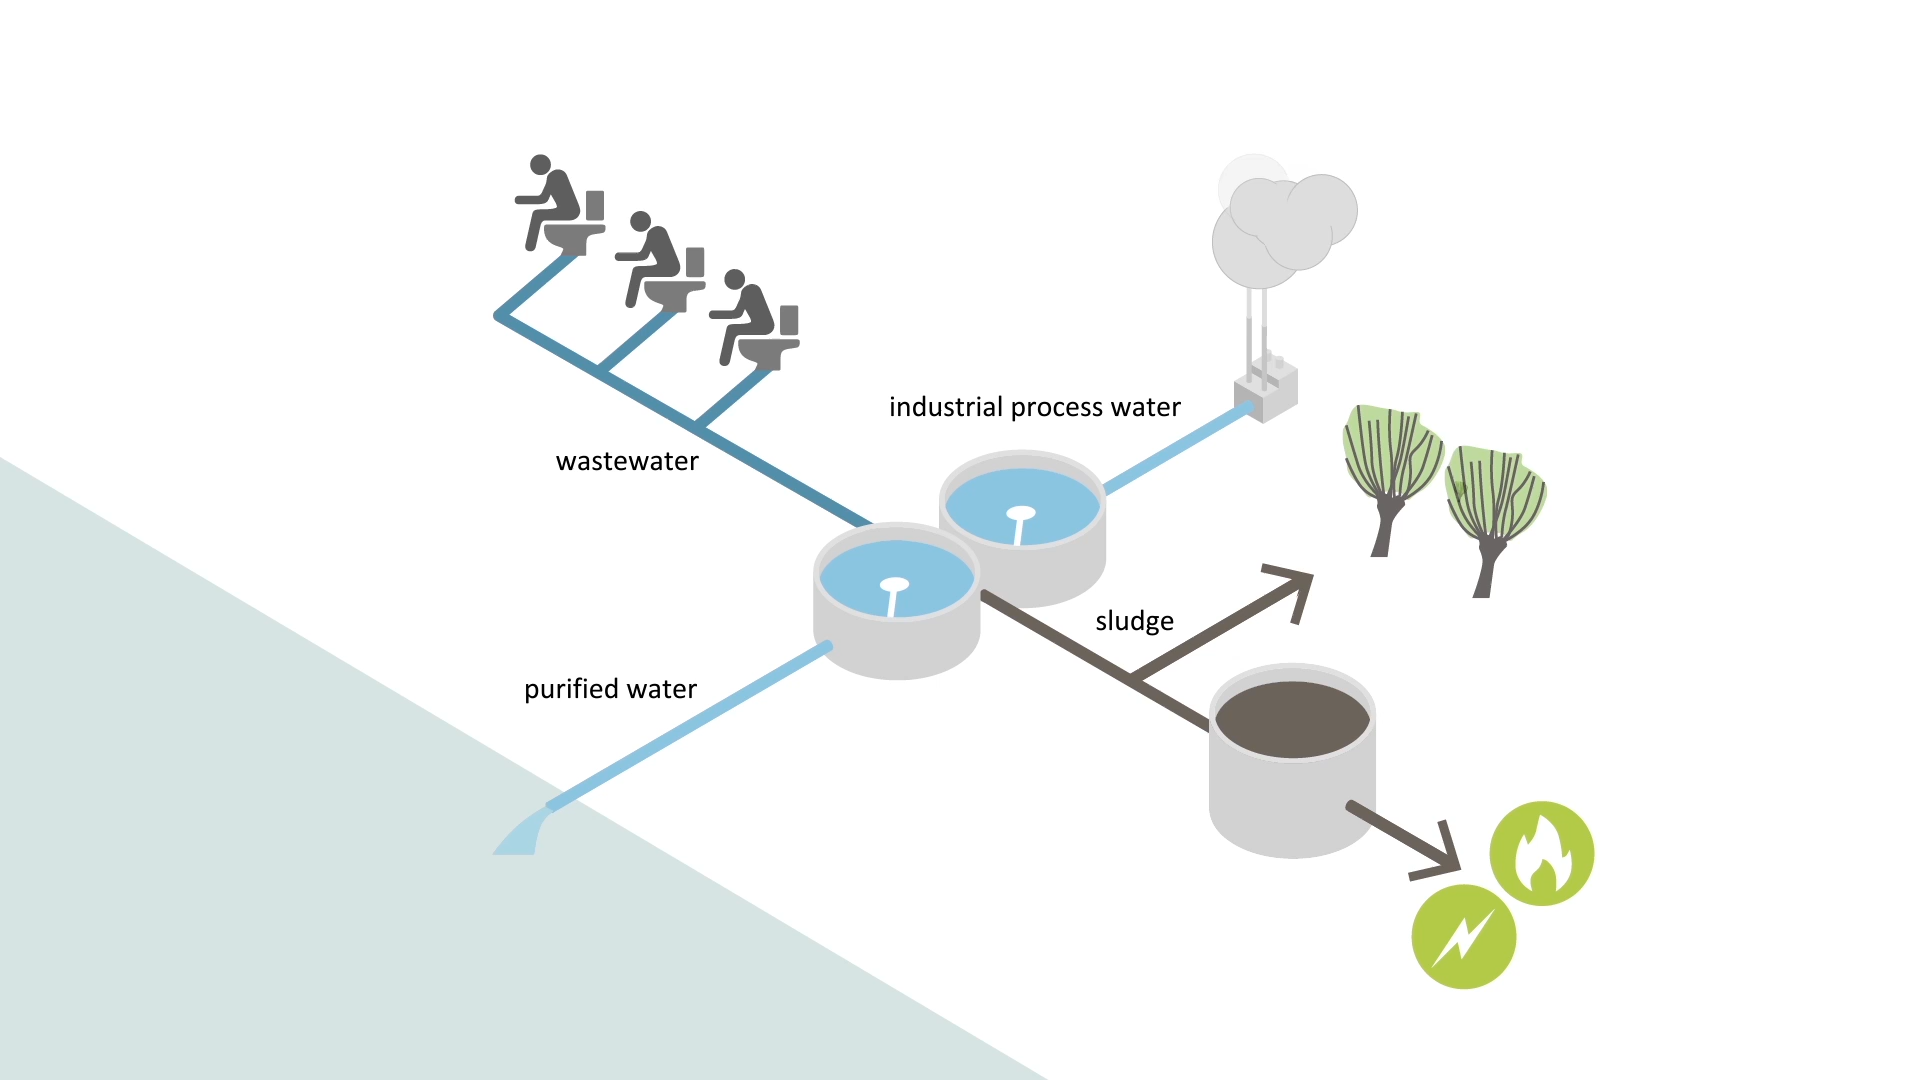 industrial process water
wastewater
sludge
purified water